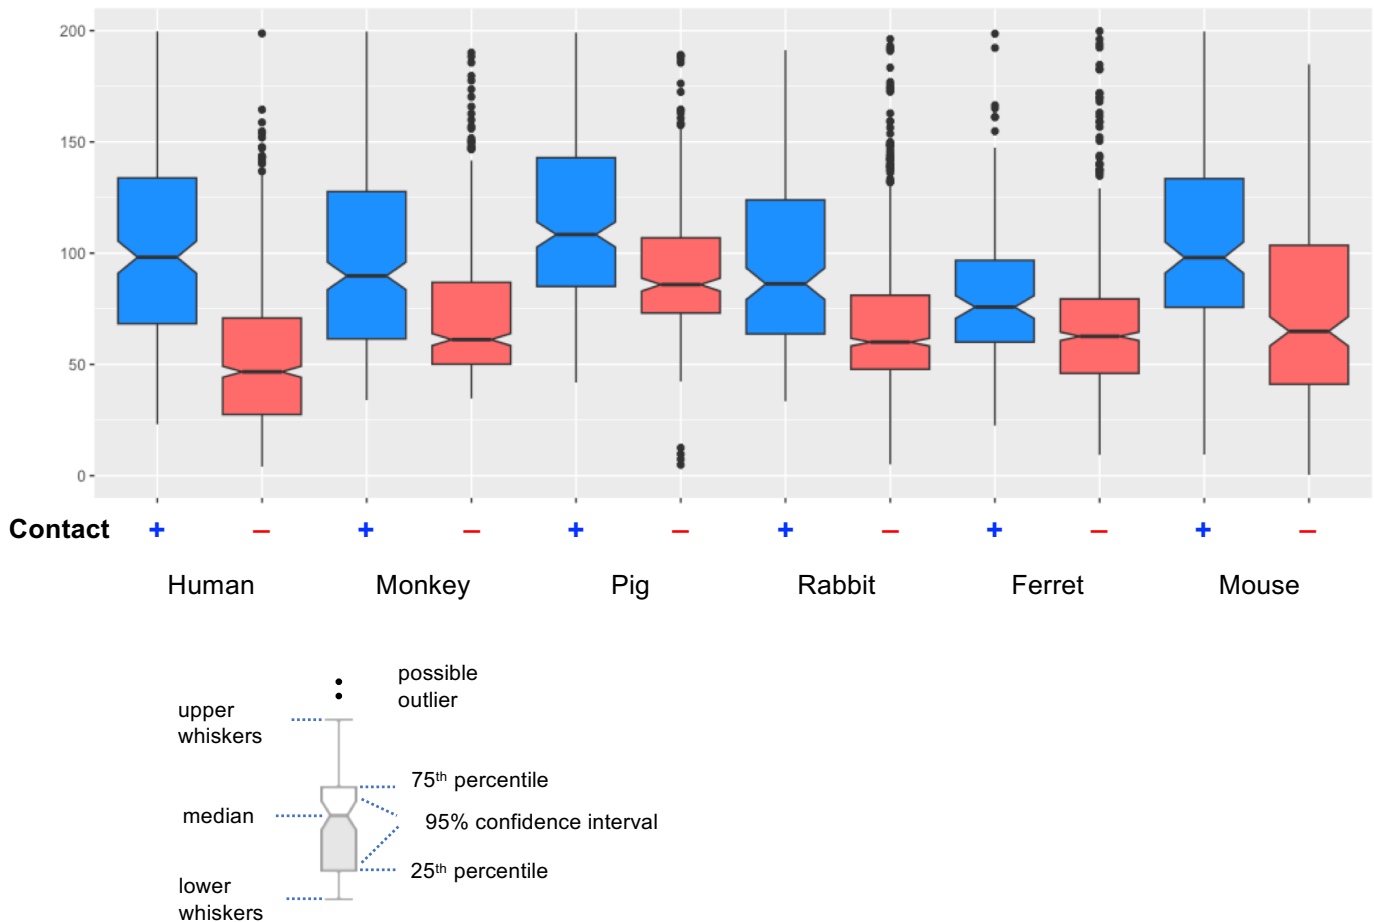 200
150
100
50
0
Contact + – + – + – + – + – + –
Human Monkey Pig Rabbit Ferret Mouse
possible
outlier
upper
whiskers
75th percentile
median
95% confidence interval
25th percentile
lower
whiskers